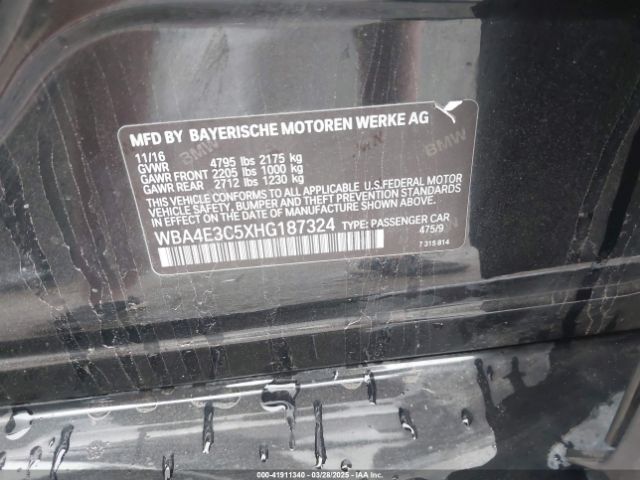 MFD BY BAYERISCHE MOTOREN WERKE AG
11/16
GVWR 4795 lbs 2175 kg
GAWR FRONT 2205 lbs 1000 kg
GAWR REAR 2712 lbs 1230 kg
THIS VEHICLE CONFORMS TO ALL APPLICABLE U.S.FEDERAL MOTOR
VEHICLE SAFETY, BUMPER AND THEFT PREVENTION STANDARDS
IN EFFECT ON THE DATE OF MANUFACTURE SHOWN ABOVE.
WBA4E3C5XHG187324 TYPE: PASSENGER CAR
475/9
7 315 814
BMW
BMW
BMW
000-41911340 - 03/28/2025 - IAA Inc.